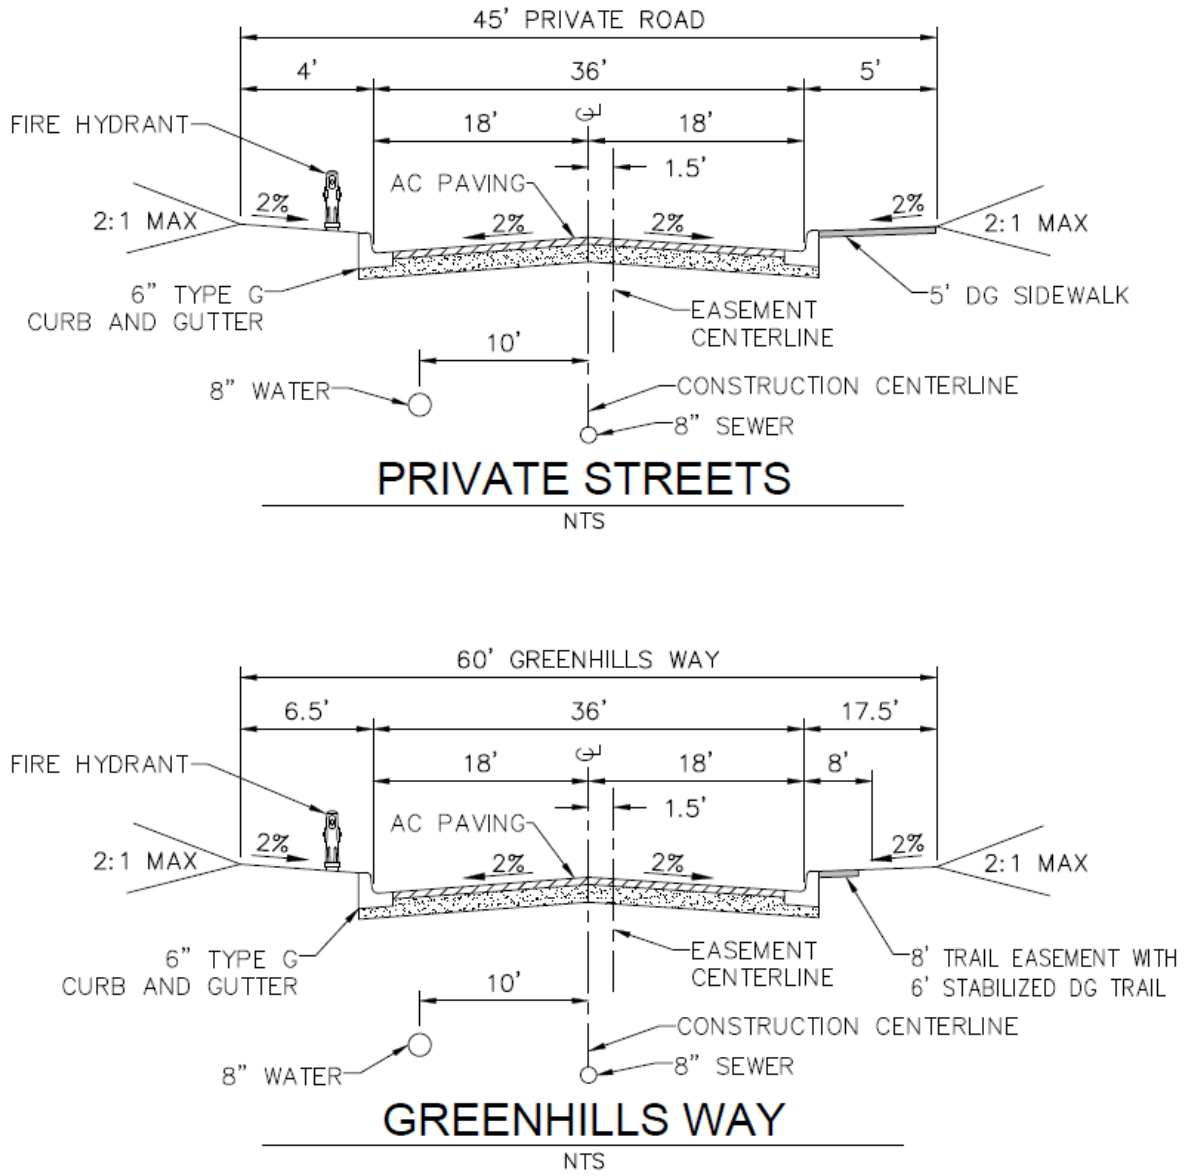 45' PRIVATE ROAD
4' 36' 5'
FIRE HYDRANT
18' 18'
1.5'
AC PAVING
2:1 MAX 2% 2% 2% 2% 2:1 MAX
6" TYPE G
CURB AND GUTTER
5' DG SIDEWALK
EASEMENT
CENTERLINE
10'
8" WATER
CONSTRUCTION CENTERLINE
8" SEWER
PRIVATE STREETS
NTS
60' GREENHILLS WAY
6.5' 36' 17.5'
FIRE HYDRANT
18' 18' 8'
1.5'
AC PAVING
2:1 MAX 2% 2% 2% 2% 2:1 MAX
6" TYPE G
CURB AND GUTTER
EASEMENT
CENTERLINE
8' TRAIL EASEMENT WITH
6' STABILIZED DG TRAIL
10'
8" WATER
CONSTRUCTION CENTERLINE
8" SEWER
GREENHILLS WAY
NTS